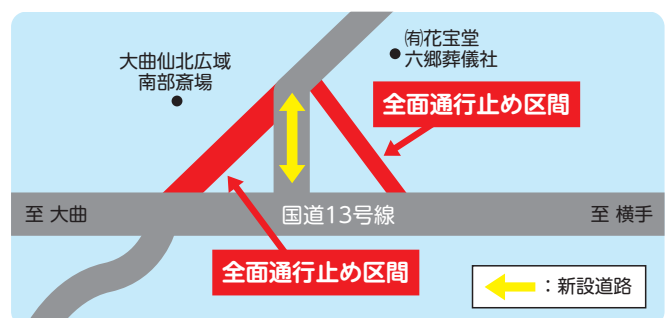 大曲仙北広域
南部斎場
㈲花宝堂
六郷葬儀社
全面通行止め区間
至 大曲
国道13号線
至 横手
全面通行止め区間
：新設道路